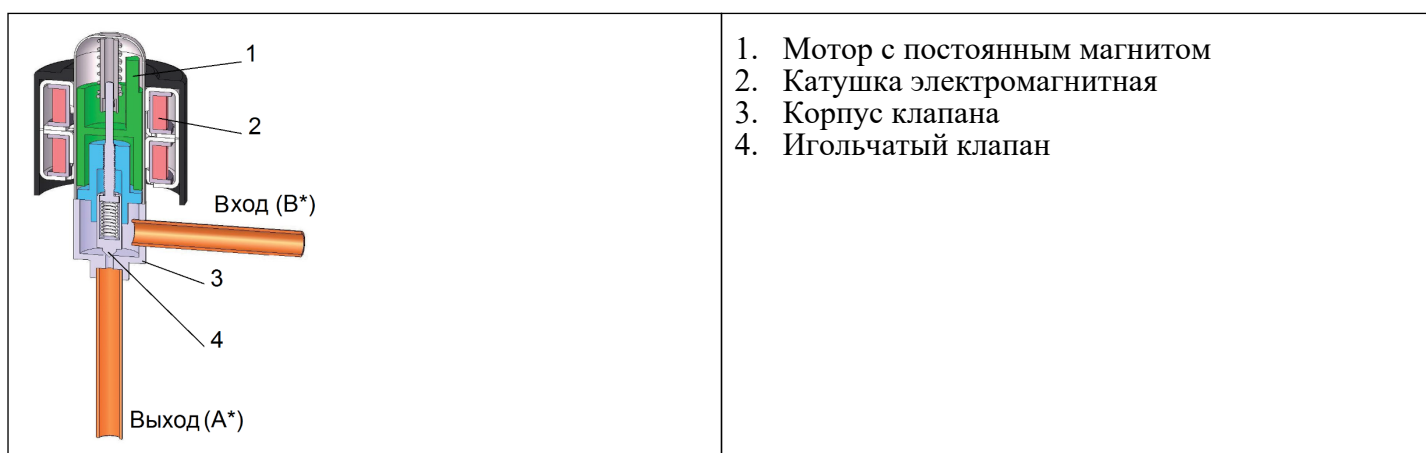 1
2
Вход (B*)
3
4
Выход (A*)
1. Мотор с постоянным магнитом
2. Катушка электромагнитная
3. Корпус клапана
4. Игольчатый клапан